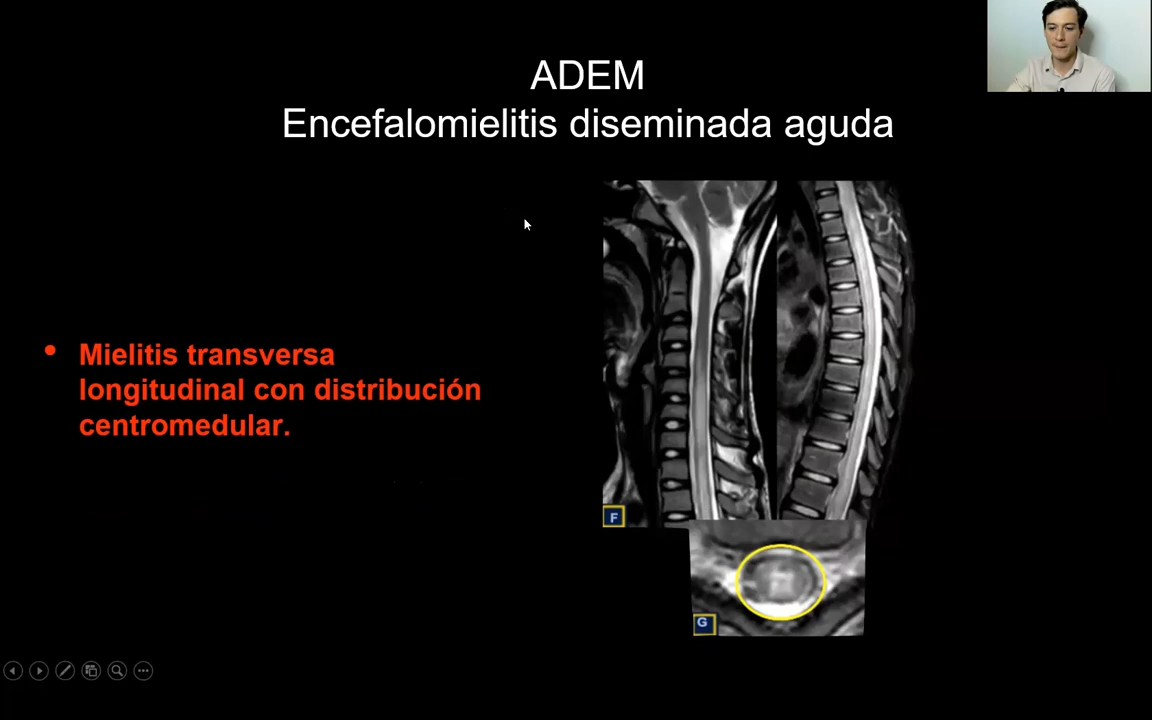 ADEM
Encefalomielitis diseminada aguda
• Mielitis transversa
longitudinal con distribución
centromedular.
F
G